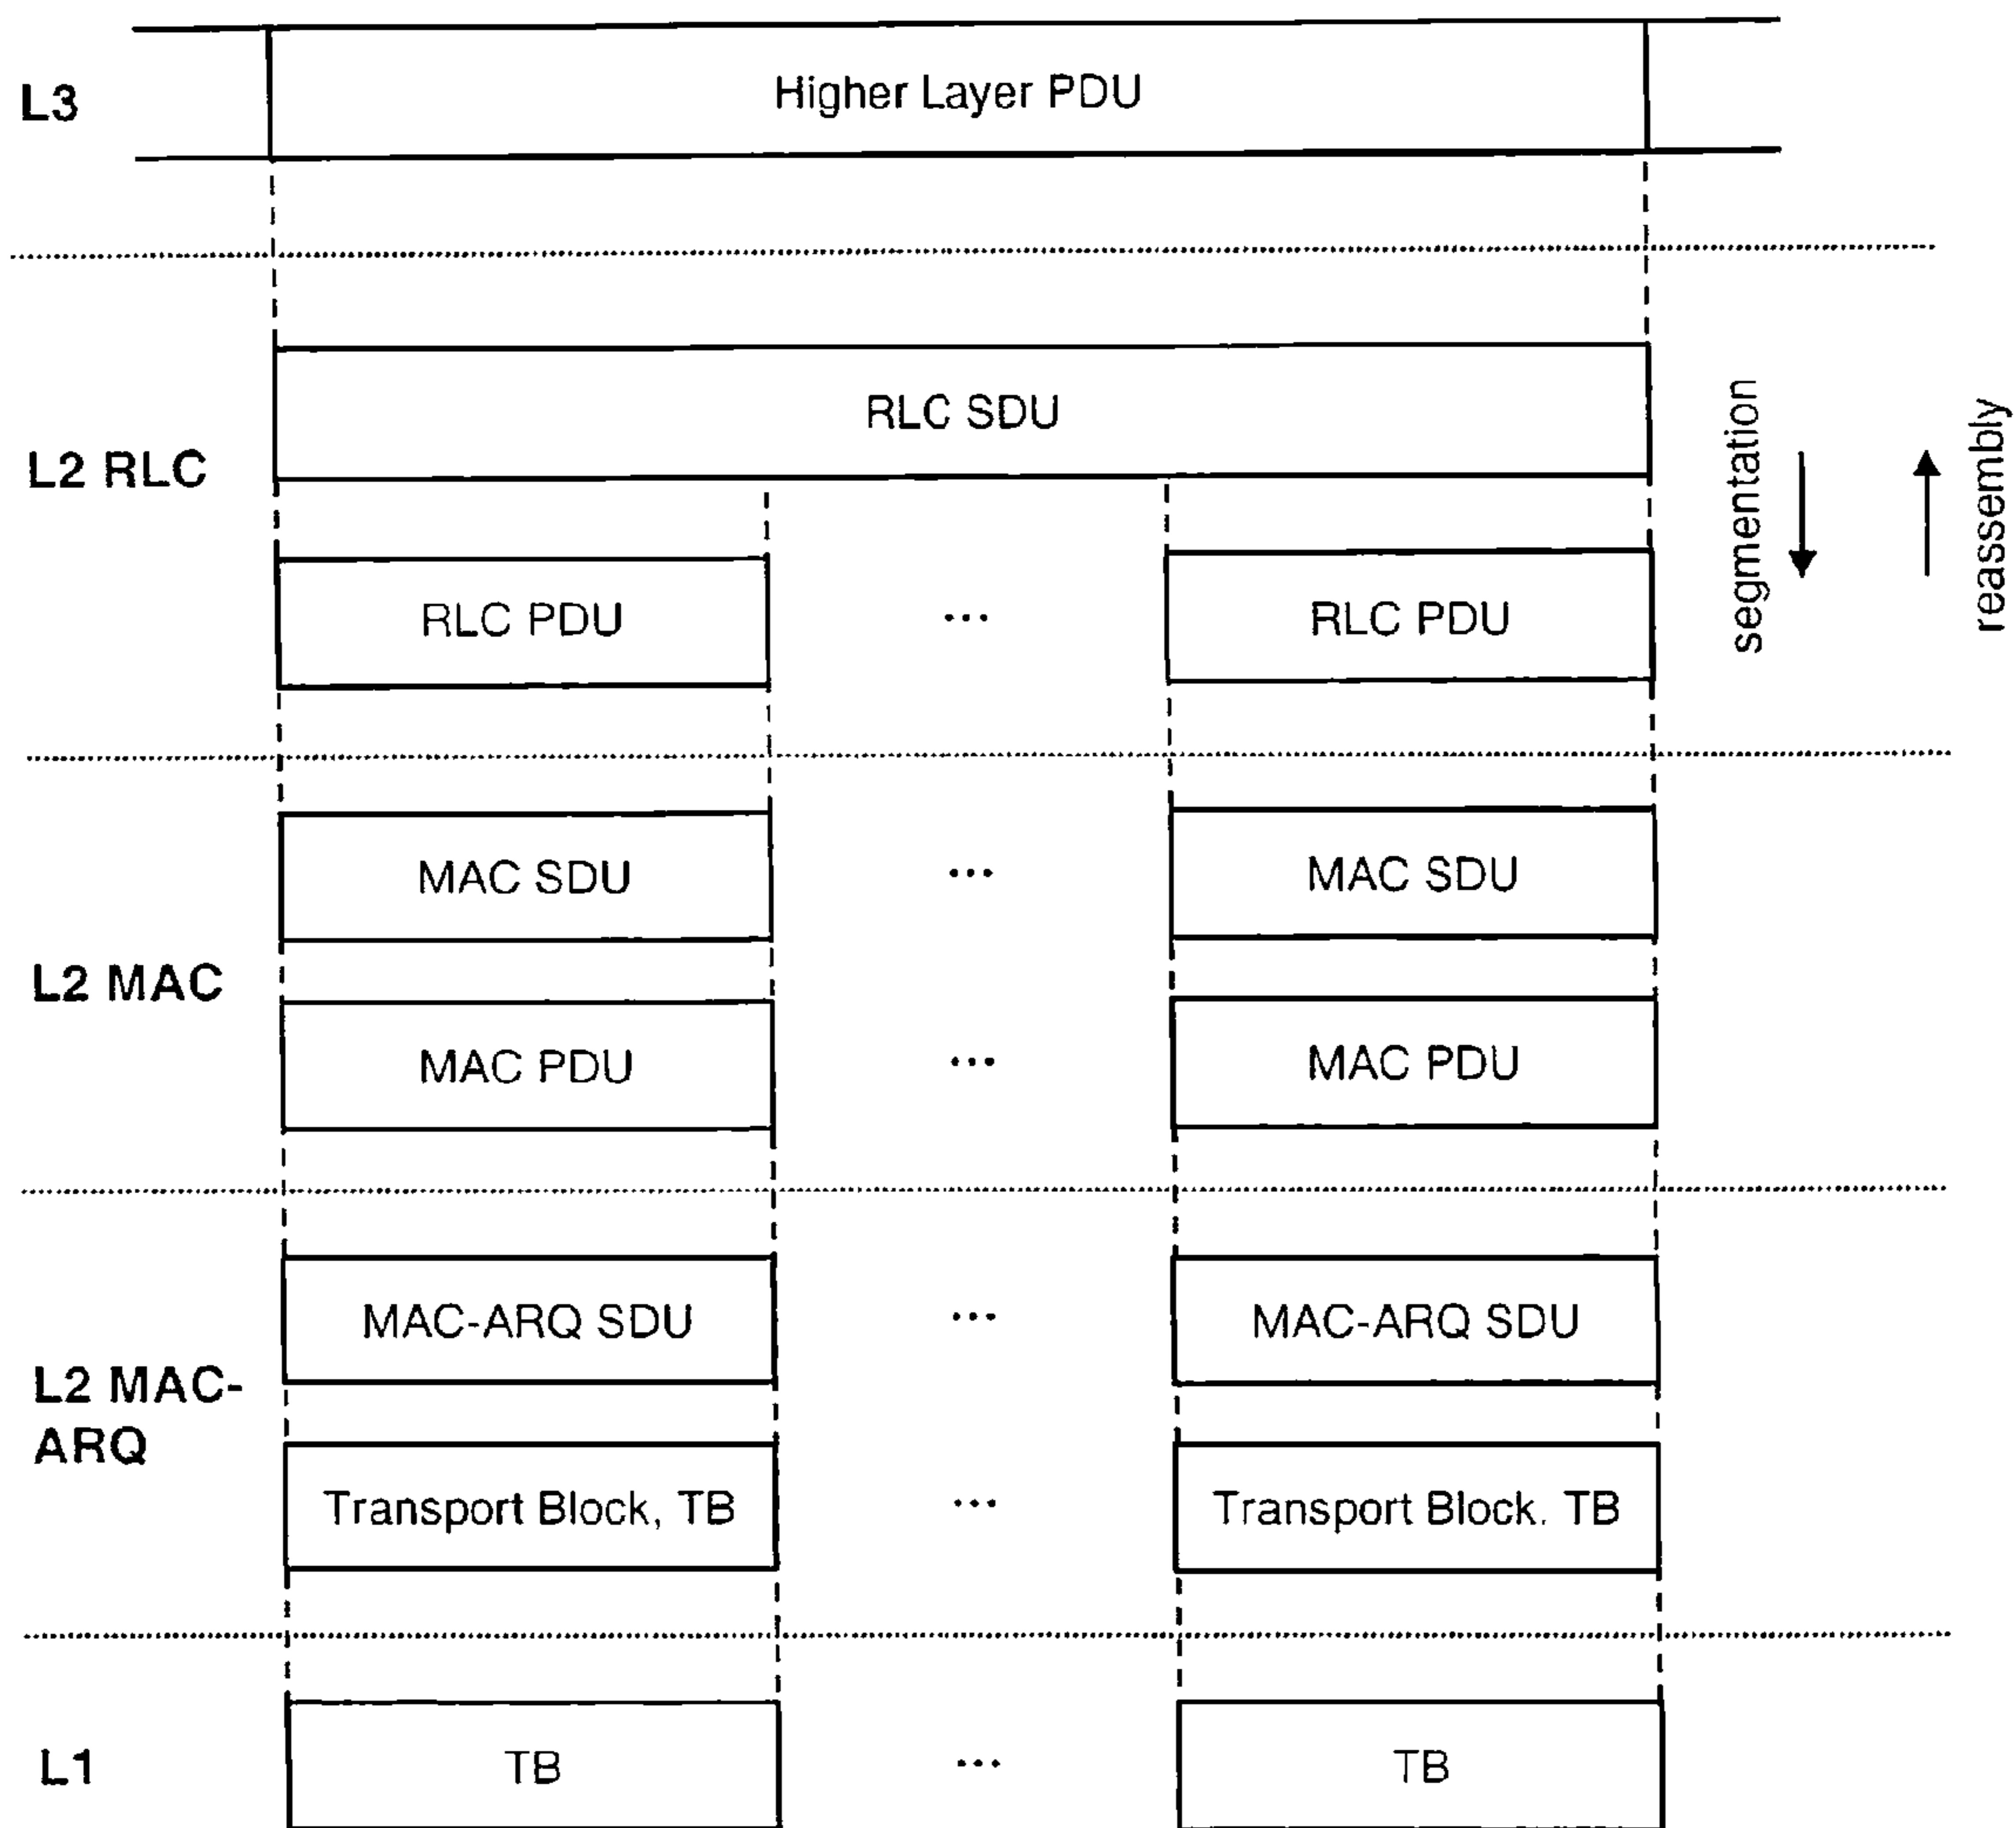 L3
Higher Layer PDU
RLC SDU
L2 RLC
segmentation
reassembly
RLC PDU
...
RLC PDU
MAC SDU
...
MAC SDU
L2 MAC
MAC PDU
...
MAC PDU
MAC-ARQ SDU
...
MAC-ARQ SDU
L2 MAC-
ARQ
Transport Block, TB
...
Transport Block. TB
L1
TB
...
TB